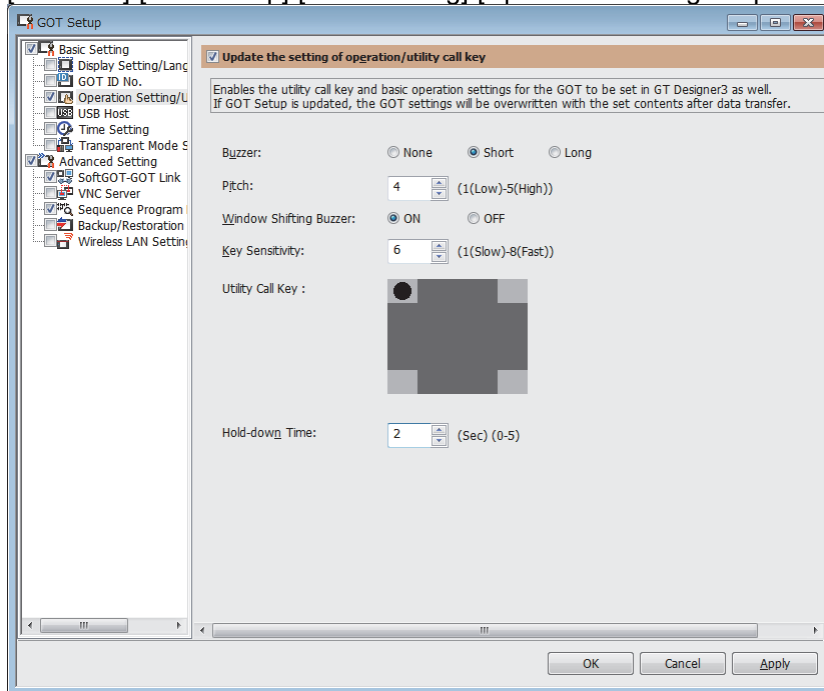 GOT Setup
Basic Setting
Display Setting/Lang
GOT ID No.
Operation Setting/U
USB Host
Time Setting
Transparent Mode S
Advanced Setting
SoftGOT-GOT Link
VNC Server
Sequence Program
Backup/Restoration
Wireless LAN Setting
Update the setting of operation/utility call key
Enables the utility call key and basic operation settings for the GOT to be set in GT Designer3 as well.
If GOT Setup is updated, the GOT settings will be overwritten with the set contents after data transfer.
Buzzer: None Short Long
Pitch: 4 (1(Low)-5(High))
Window Shifting Buzzer: ON OFF
Key Sensitivity: 6 (1(Slow)-8(Fast))
Utility Call Key :
Hold-down Time: 2 (Sec) (0-5)
OK Cancel Apply